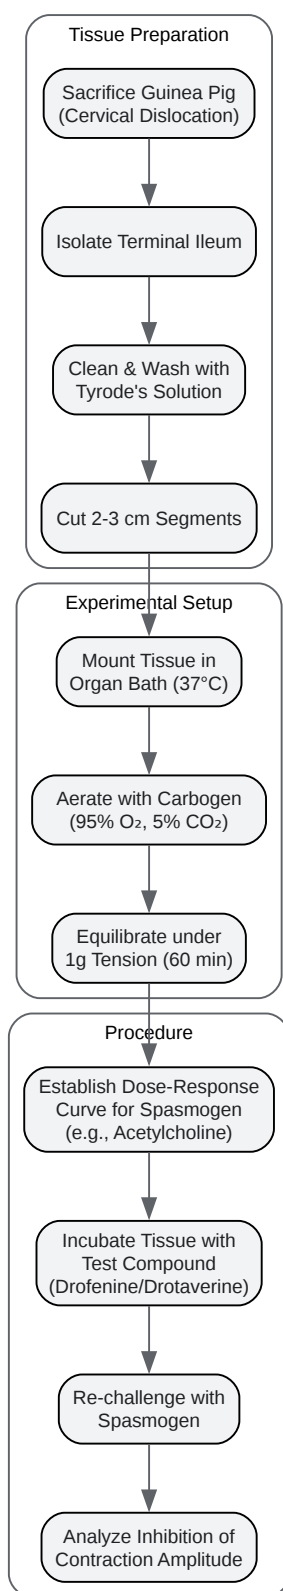 Tissue Preparation
Sacrifice Guinea Pig
(Cervical Dislocation)
Isolate Terminal Ileum
Clean & Wash with
Tyrode's Solution
Cut 2-3 cm Segments
Experimental Setup
Mount Tissue in
Organ Bath (37°C)
Aerate with Carbogen
(95% O₂, 5% CO₂)
Equilibrate under
1g Tension (60 min)
Procedure
Establish Dose-Response
Curve for Spasmogen
(e.g., Acetylcholine)
Incubate Tissue with
Test Compound
(Drofenine/Drotaverine)
Re-challenge with
Spasmogen
Analyze Inhibition of
Contraction Amplitude